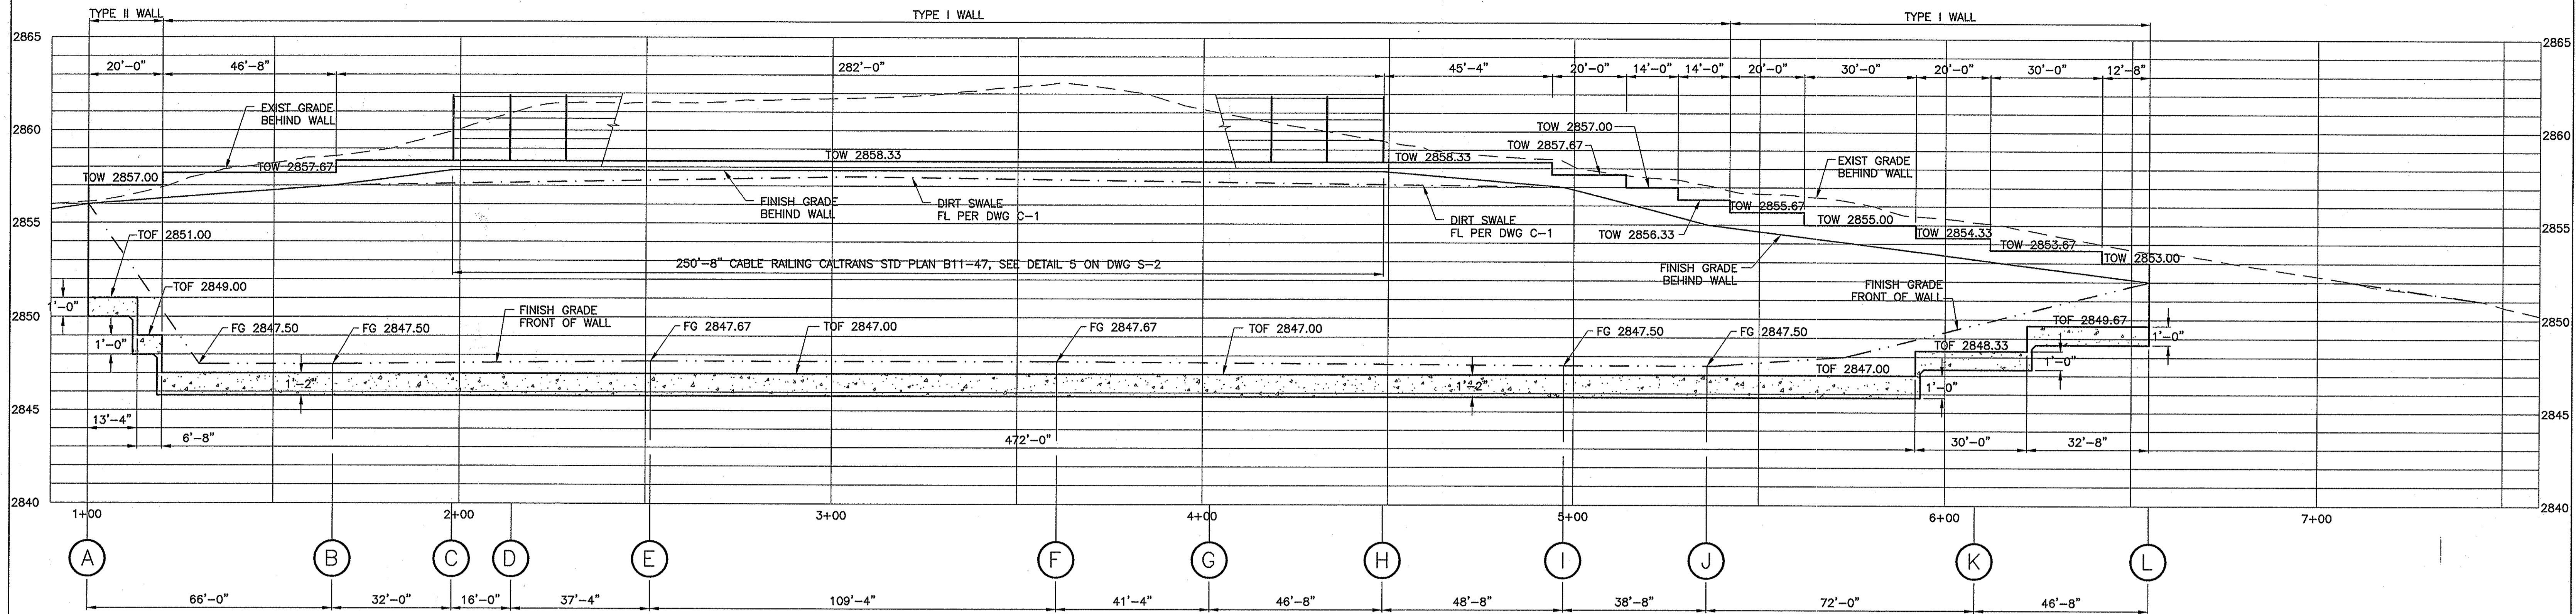 TYPE II WALL
TYPE I WALL
TYPE I WALL
2865
2865
20'-0"
46'-8"
282'-0"
45'-4"
20'-0"
14'-0"
14'-0"
20'-0"
30'-0"
20'-0"
30'-0"
12'-8"
EXIST GRADE
BEHIND WALL
2860
2860
TOW 2857.00
TOW 2857.67
TOW 2858.33
TOW 2858.33
EXIST GRADE
BEHIND WALL
TOW 2857.67
TOW 2857.00
FINISH GRADE
BEHIND WALL
DIRT SWALE
FL PER DWG C-1
DIRT SWALE
FL PER DWG C-1
TOW 2855.67
TOW 2855.00
TOW 2856.33
TOW 2854.33
TOW 2853.67
TOW 2853.00
2855
2855
TOF 2851.00
250'-8" CABLE RAILING CALTRANS STD PLAN B11-47, SEE DETAIL 5 ON DWG S-2
FINISH GRADE
BEHIND WALL
FINISH GRADE
FRONT OF WALL
TOF 2849.00
1'-0"
2850
2850
FG 2847.50
FG 2847.50
FINISH GRADE
FRONT OF WALL
FG 2847.67
TOF 2847.00
FG 2847.67
TOF 2847.00
FG 2847.50
FG 2847.50
TOF 2849.67
1'-0"
1'-0"
TOF 2848.33
1'-0"
1'-2"
1'-2"
TOF 2847.00
1'-0"
2845
2845
13'-4"
6'-8"
472'-0"
30'-0"
32'-8"
2840
2840
1+00
2+00
3+00
4+00
5+00
6+00
7+00
A
B
C
D
E
F
G
H
I
J
K
L
66'-0"
32'-0"
16'-0"
37'-4"
109'-4"
41'-4"
46'-8"
48'-8"
38'-8"
72'-0"
46'-8"